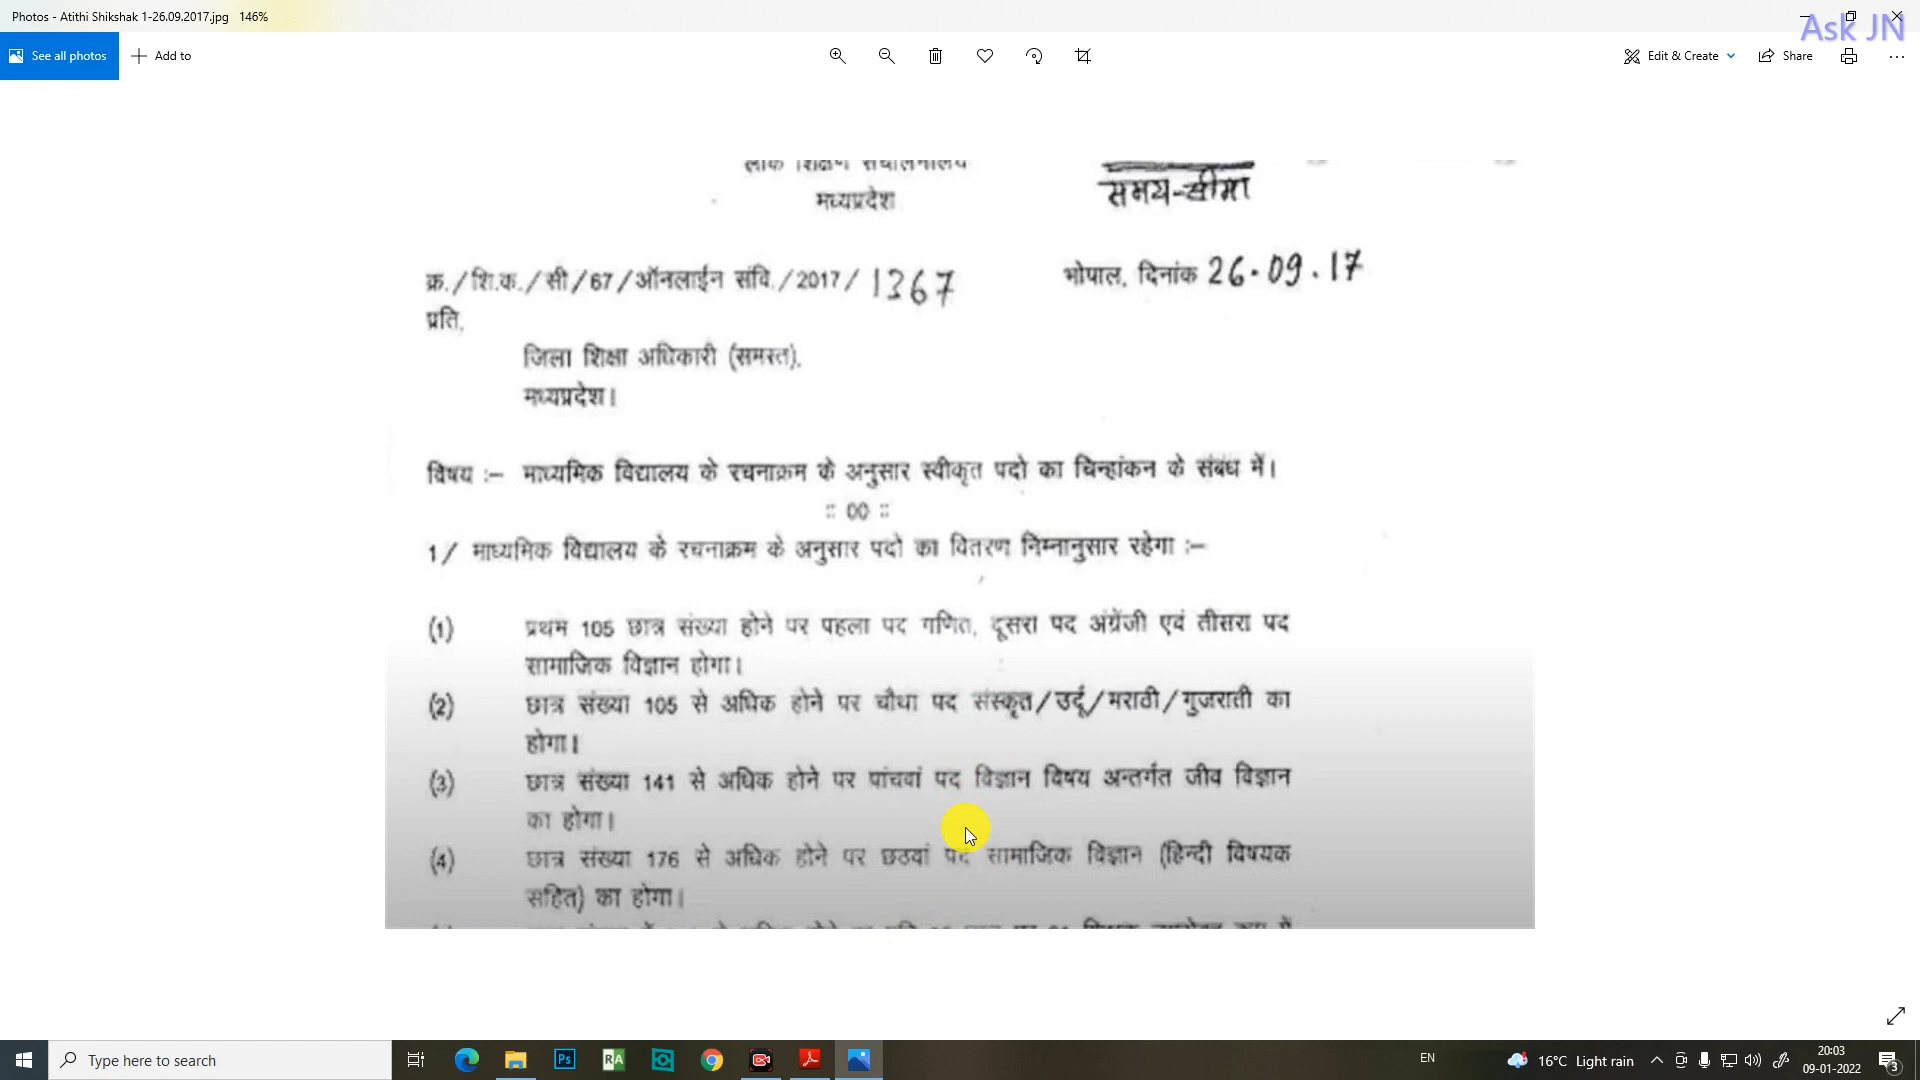 Photos - Atithi Shikshak 1-26.09.2017.jpg 146%
Ask JN
See all photos
Add to
Edit & Create
Share
लोक शिक्षण संचालनालय
मध्यप्रदेश
समय-सीमा
क्र./शि.क./सी/67/ऑनलाईन संवि./2017/1367
भोपाल, दिनांक 26.09.17
प्रति,
जिला शिक्षा अधिकारी (समस्त),
मध्यप्रदेश।
विषय :– माध्यमिक विद्यालय के रचनाक्रम के अनुसार स्वीकृत पदो का चिन्हांकन के संबंध में।
:: 00 ::
1/ माध्यमिक विद्यालय के रचनाक्रम के अनुसार पदो का वितरण निम्नानुसार रहेगा :–
(1) प्रथम 105 छात्र संख्या होने पर पहला पद गणित, दूसरा पद अंग्रेंजी एवं तीसरा पद
सामाजिक विज्ञान होगा।
(2) छात्र संख्या 105 से अधिक होने पर चौथा पद संस्कृत/उर्दू/मराठी/गुजराती का
होगा।
(3) छात्र संख्या 141 से अधिक होने पर पांचवां पद विज्ञान विषय अन्तर्गत जीव विज्ञान
का होगा।
(4) छात्र संख्या 176 से अधिक होने पर छठवां पद सामाजिक विज्ञान (हिन्दी विषयक
सहित) का होगा।
Type here to search
EN
16°C Light rain
20:03
09-01-2022
3